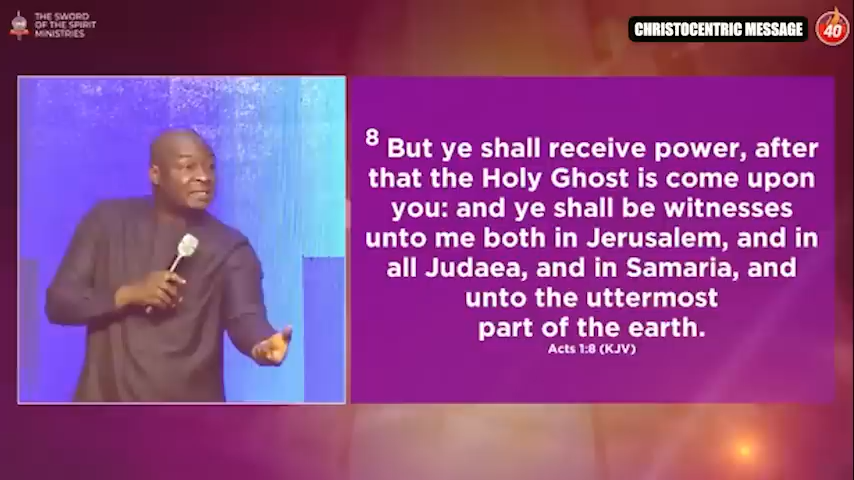 THE SWORD
OF THE SPIRIT
MINISTRIES
CHRISTOCENTRIC MESSAGE
40
8 But ye shall receive power, after
that the Holy Ghost is come upon
you: and ye shall be witnesses
unto me both in Jerusalem, and in
all Judaea, and in Samaria, and
unto the uttermost
part of the earth.
Acts 1:8 (KJV)